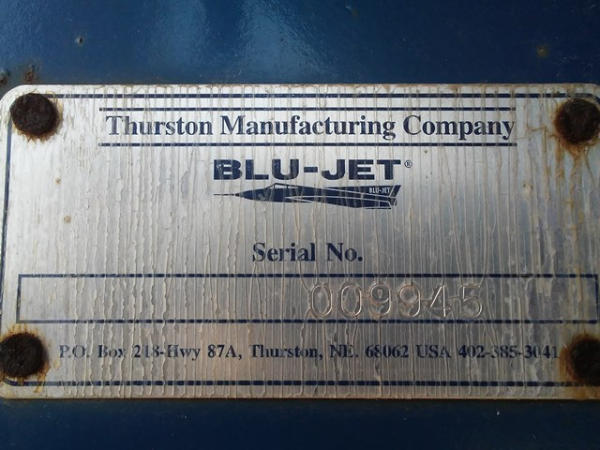 Thurston Manufacturing Company
BLU-JET®
BLU-JET
Serial No.
009945
P.O. Box 218-Hwy 87A, Thurston, NE. 68062 USA 402-385-3041